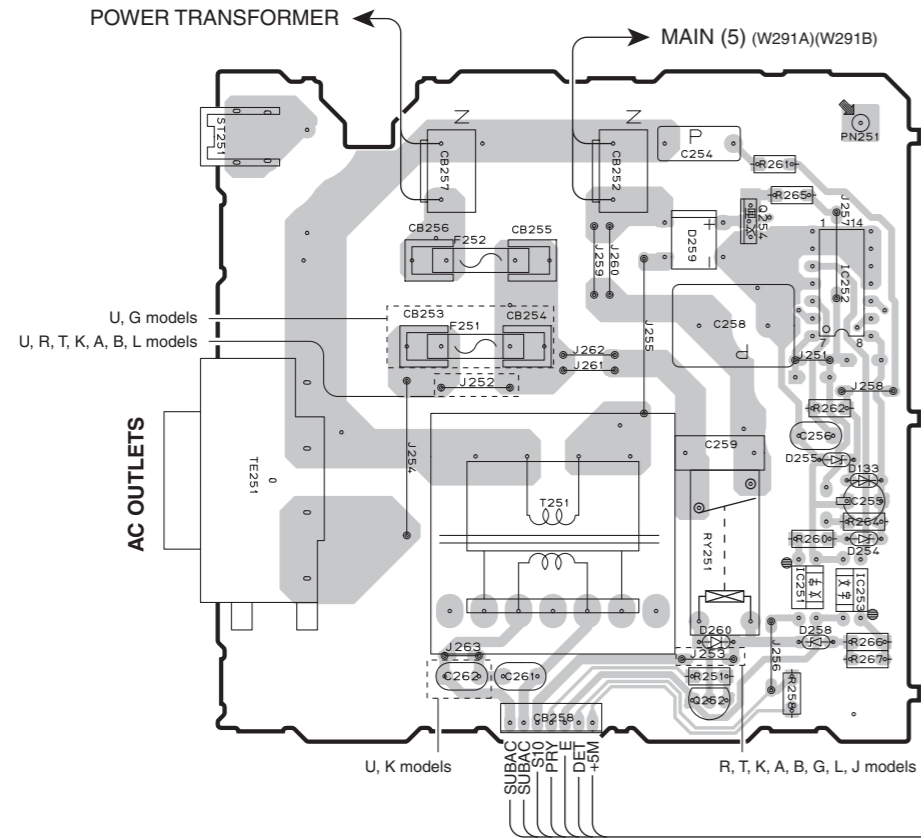 POWER TRANSFORMER
MAIN (5) (W291A)(W291B)
ST251
Z
CB257
Z
CB252
P
C254
PN251
R261
R265
Q254
J257
1
14
IC252
7
8
CB256
F252
CB255
J259
J260
+
D259
-
C258
P
U, G models
CB253
F251
CB254
U, R, T, K, A, B, L models
J252
J262
J261
J255
J251
J258
R262
C256
D255
D133
C255
R264
D254
R260
AC OUTLETS
TE251
J254
T251
C259
RY251
IC251
IC253
D260
D258
J253
J256
R266
R267
R251
Q262
R258
J263
C262
C261
CB258
U, K models
SUBAC
SUBAC
S10
PRY
E
DET
+5M
R, T, K, A, B, G, L, J models